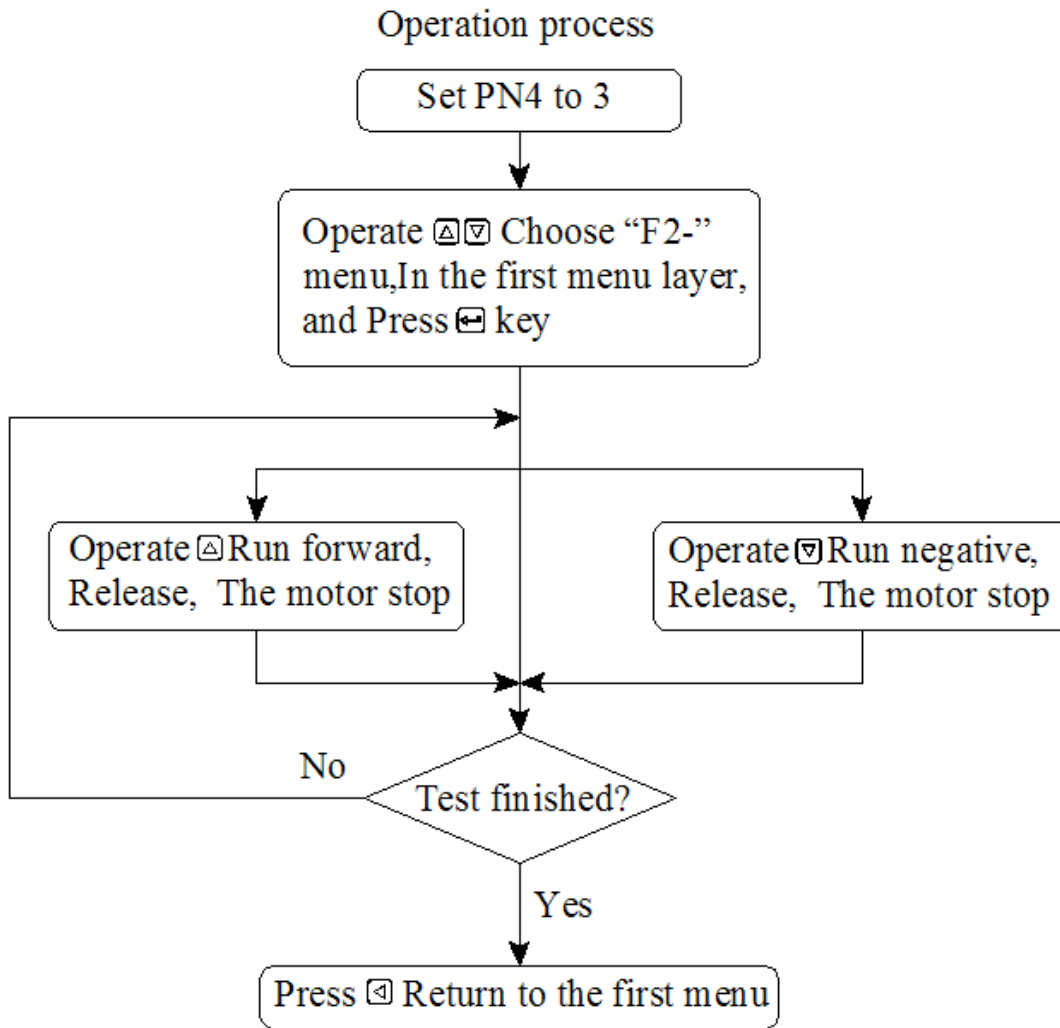 Operation process
Set PN4 to 3
Operate △ ▽ Choose “F2-”
menu,In the first menu layer,
and Press ↵ key
Operate △ Run forward,
Release, The motor stop
Operate ▽ Run negative,
Release, The motor stop
No
Test finished?
Yes
Press ◁ Return to the first menu